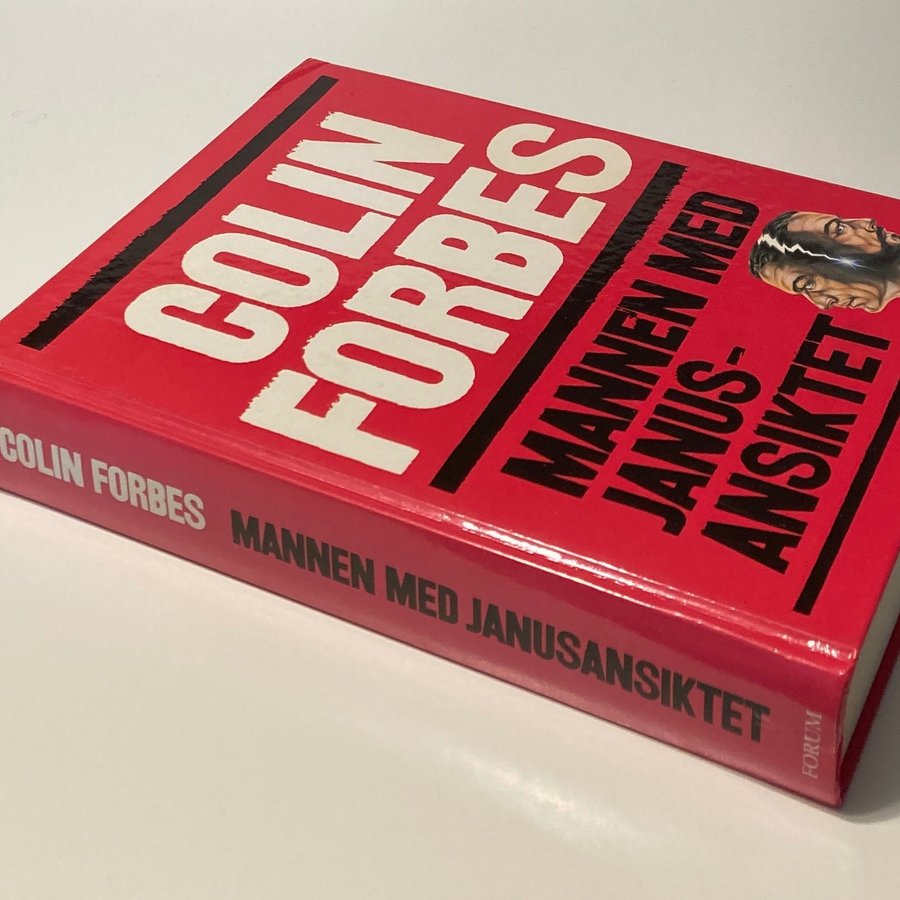 COLIN
FORBES
MANNEN MED
JANUS-
ANSIKTET
COLIN FORBES MANNEN MED JANUSANSIKTET FORUM